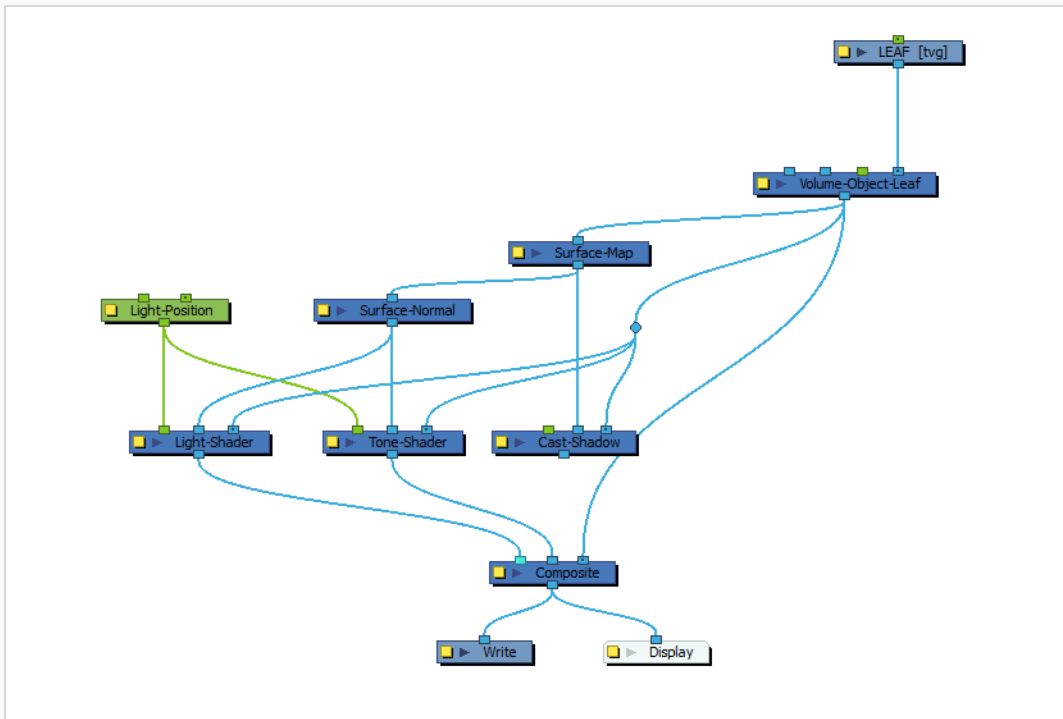 LEAF [tvg]
Volume-Object-Leaf
Surface-Map
Light-Position
Surface-Normal
Light-Shader
Tone-Shader
Cast-Shadow
Composite
Write
Display